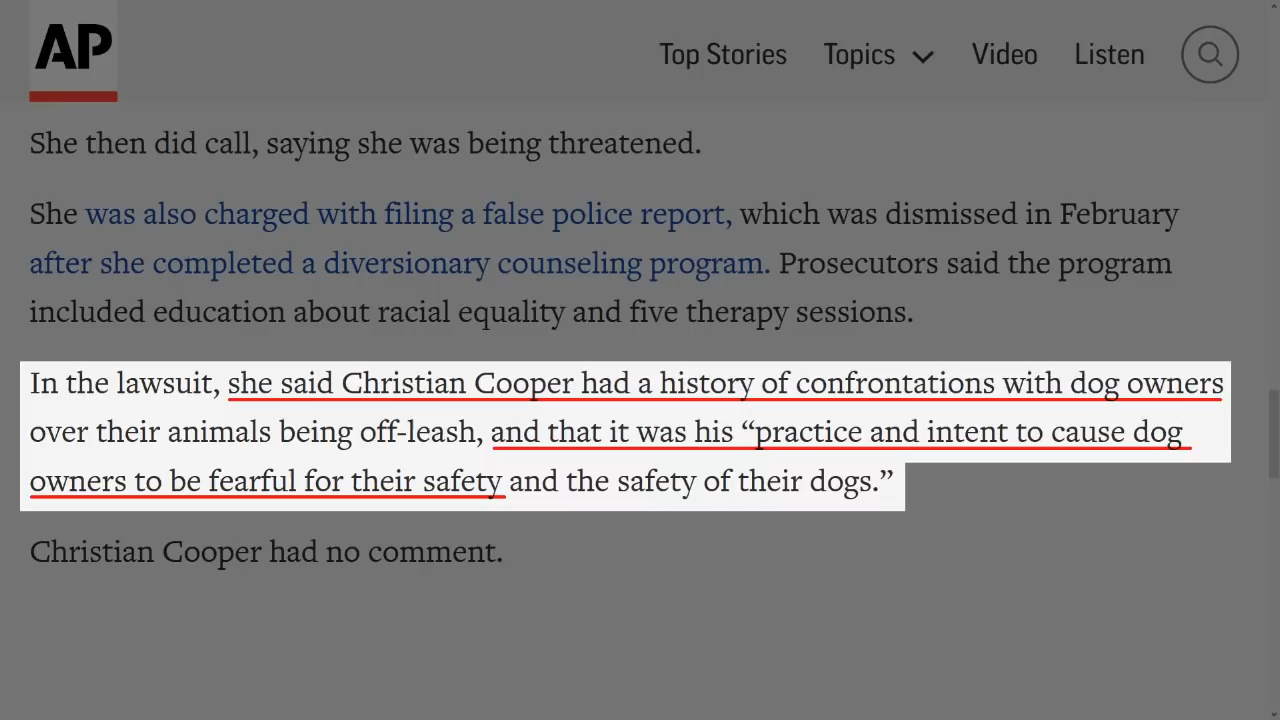 AP
Top Stories Topics Video Listen
She then did call, saying she was being threatened.
She was also charged with filing a false police report, which was dismissed in February
after she completed a diversionary counseling program. Prosecutors said the program
included education about racial equality and five therapy sessions.
In the lawsuit, she said Christian Cooper had a history of confrontations with dog owners
over their animals being off-leash, and that it was his “practice and intent to cause dog
owners to be fearful for their safety and the safety of their dogs.”
Christian Cooper had no comment.